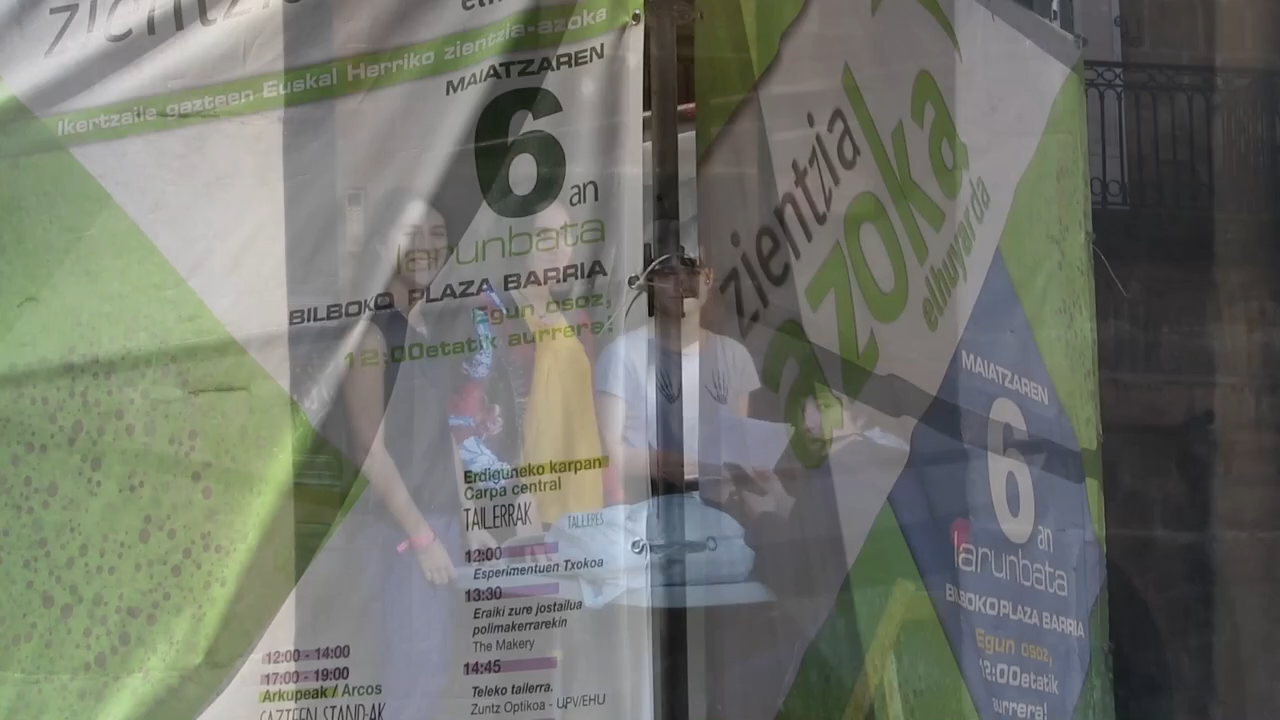 zientzia
Ikertzaile gazteen Euskal Herriko zientzia-azoka
MAIATZAREN
6 an
larunbata
BILBOKO PLAZA BARRIA
Egun osoz,
12:00etatik aurrera!
Erdiguneko karpan
Carpa central
TAILERRAK TALLERES
12:00
Esperimentuen Txokoa
13:30
Eraiki zure jostailua
polimakerrarekin
The Makery
14:45
Teleko tailerra.
Zuntz Optikoa - UPV/EHU
12:00 - 14:00
17:00 - 19:00
Arkupeak / Arcos
GAZTEEN STAND-AK
zientzia
azoka
elhuyar da
MAIATZAREN
6 an
larunbata
BILBOKO PLAZA BARRIA
Egun osoz,
12:00etatik
aurrera!